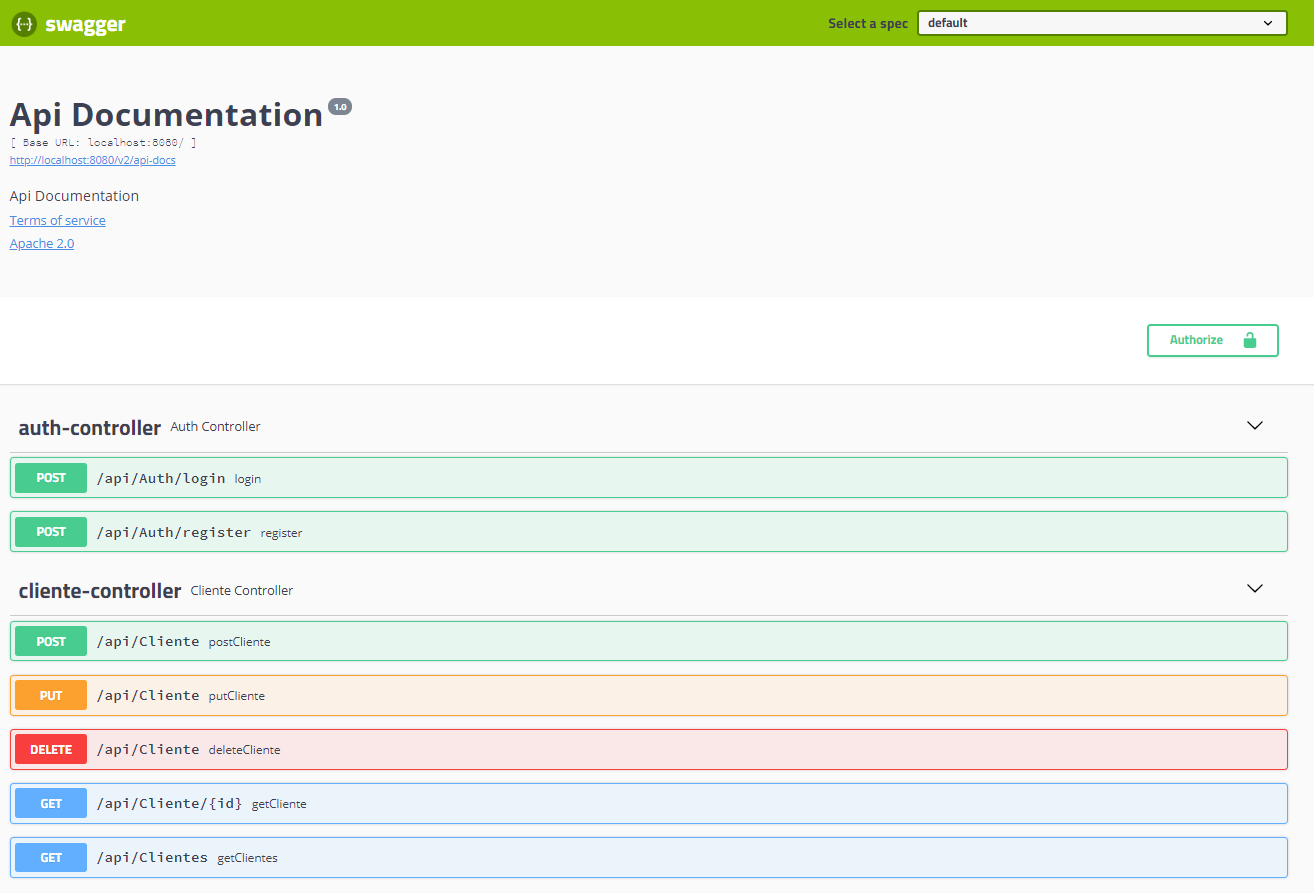 {···} swagger Select a spec default
Api Documentation 1.0
[ Base URL: localhost:8080/ ]
http://localhost:8080/v2/api-docs
Api Documentation
Terms of service
Apache 2.0
Authorize
auth-controller Auth Controller
POST /api/Auth/login login
POST /api/Auth/register register
cliente-controller Cliente Controller
POST /api/Cliente postCliente
PUT /api/Cliente putCliente
DELETE /api/Cliente deleteCliente
GET /api/Cliente/{id} getCliente
GET /api/Clientes getClientes